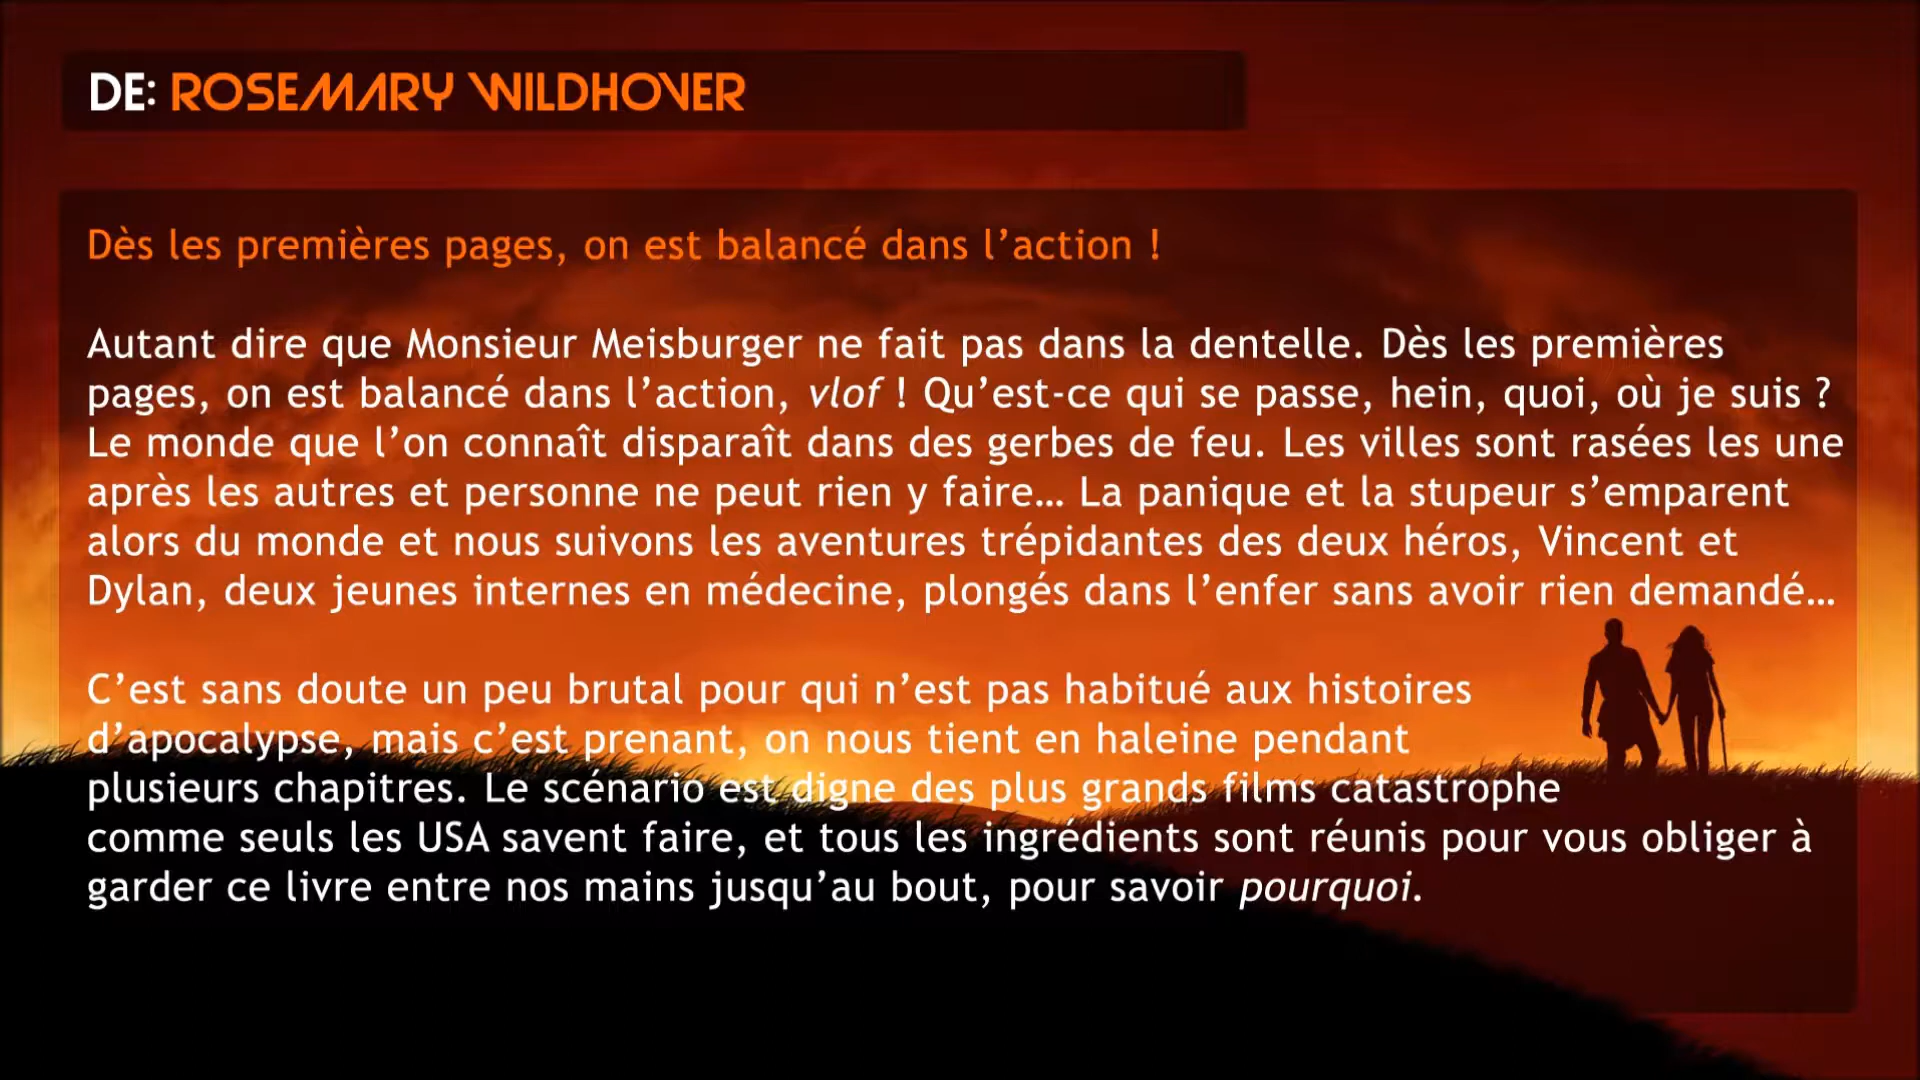 DE: ROSEMARY WILDHOVER
Dès les premières pages, on est balancé dans l’action !
Autant dire que Monsieur Meisburger ne fait pas dans la dentelle. Dès les premières
pages, on est balancé dans l’action, vlof ! Qu’est-ce qui se passe, hein, quoi, où je suis ?
Le monde que l’on connaît disparaît dans des gerbes de feu. Les villes sont rasées les une
après les autres et personne ne peut rien y faire… La panique et la stupeur s’emparent
alors du monde et nous suivons les aventures trépidantes des deux héros, Vincent et
Dylan, deux jeunes internes en médecine, plongés dans l’enfer sans avoir rien demandé…
C’est sans doute un peu brutal pour qui n’est pas habitué aux histoires
d’apocalypse, mais c’est prenant, on nous tient en haleine pendant
plusieurs chapitres. Le scénario est digne des plus grands films catastrophe
comme seuls les USA savent faire, et tous les ingrédients sont réunis pour vous obliger à
garder ce livre entre nos mains jusqu’au bout, pour savoir pourquoi.